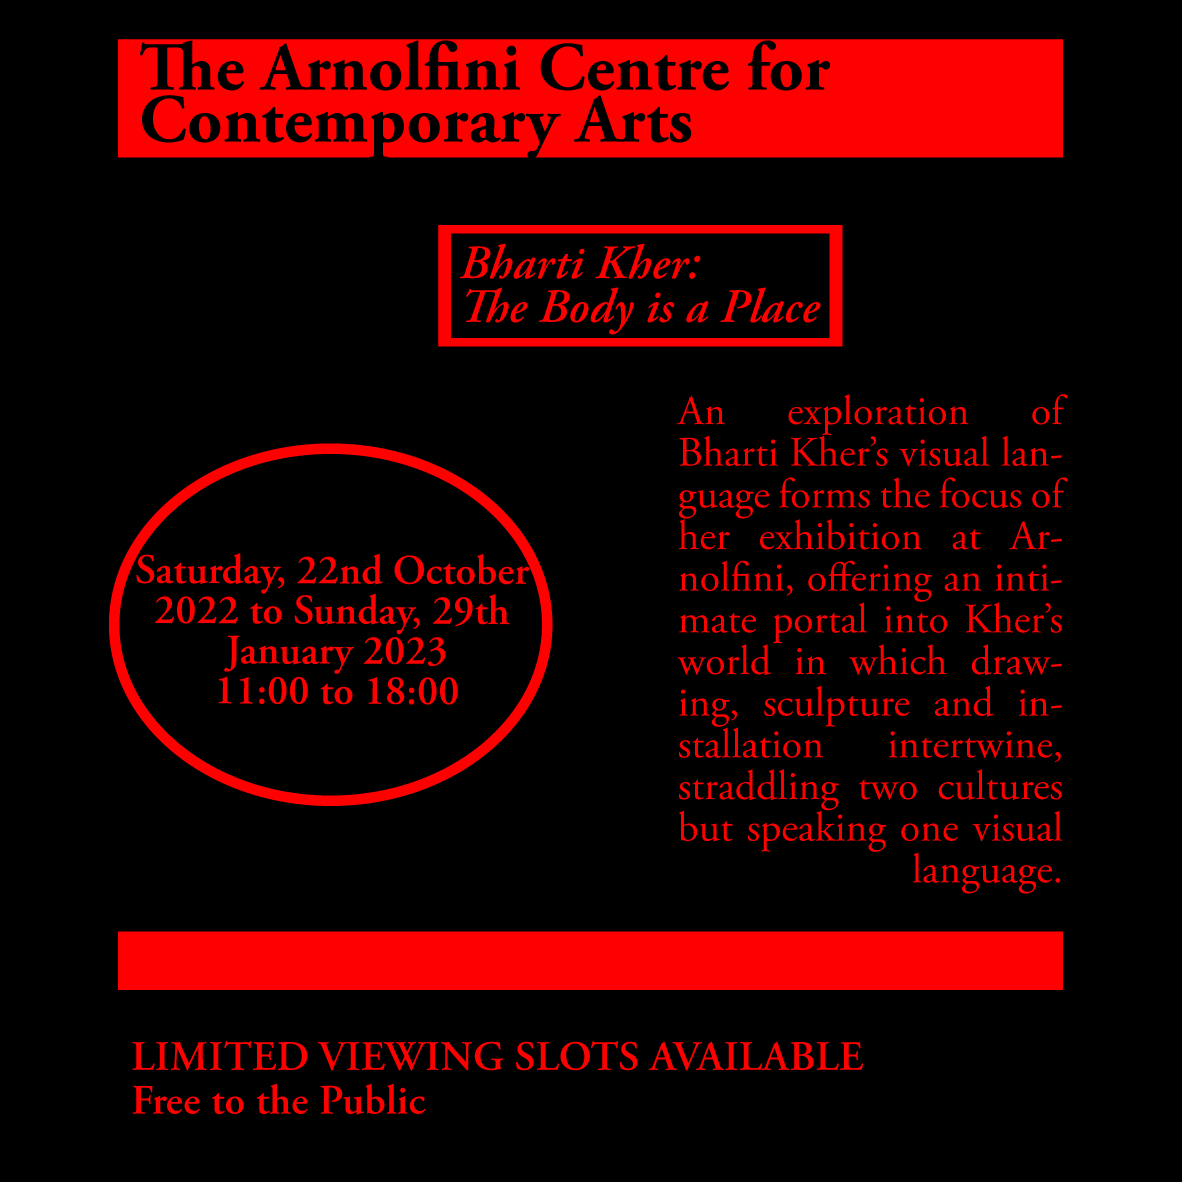 The Arnolfini Centre for
Contemporary Arts
Bharti Kher:
The Body is a Place
Saturday, 22nd October
2022 to Sunday, 29th
January 2023
11:00 to 18:00
An exploration of
Bharti Kher’s visual lan-
guage forms the focus of
her exhibition at Ar-
nolfini, offering an inti-
mate portal into Kher’s
world in which draw-
ing, sculpture and in-
stallation intertwine,
straddling two cultures
but speaking one visual
language.
LIMITED VIEWING SLOTS AVAILABLE
Free to the Public